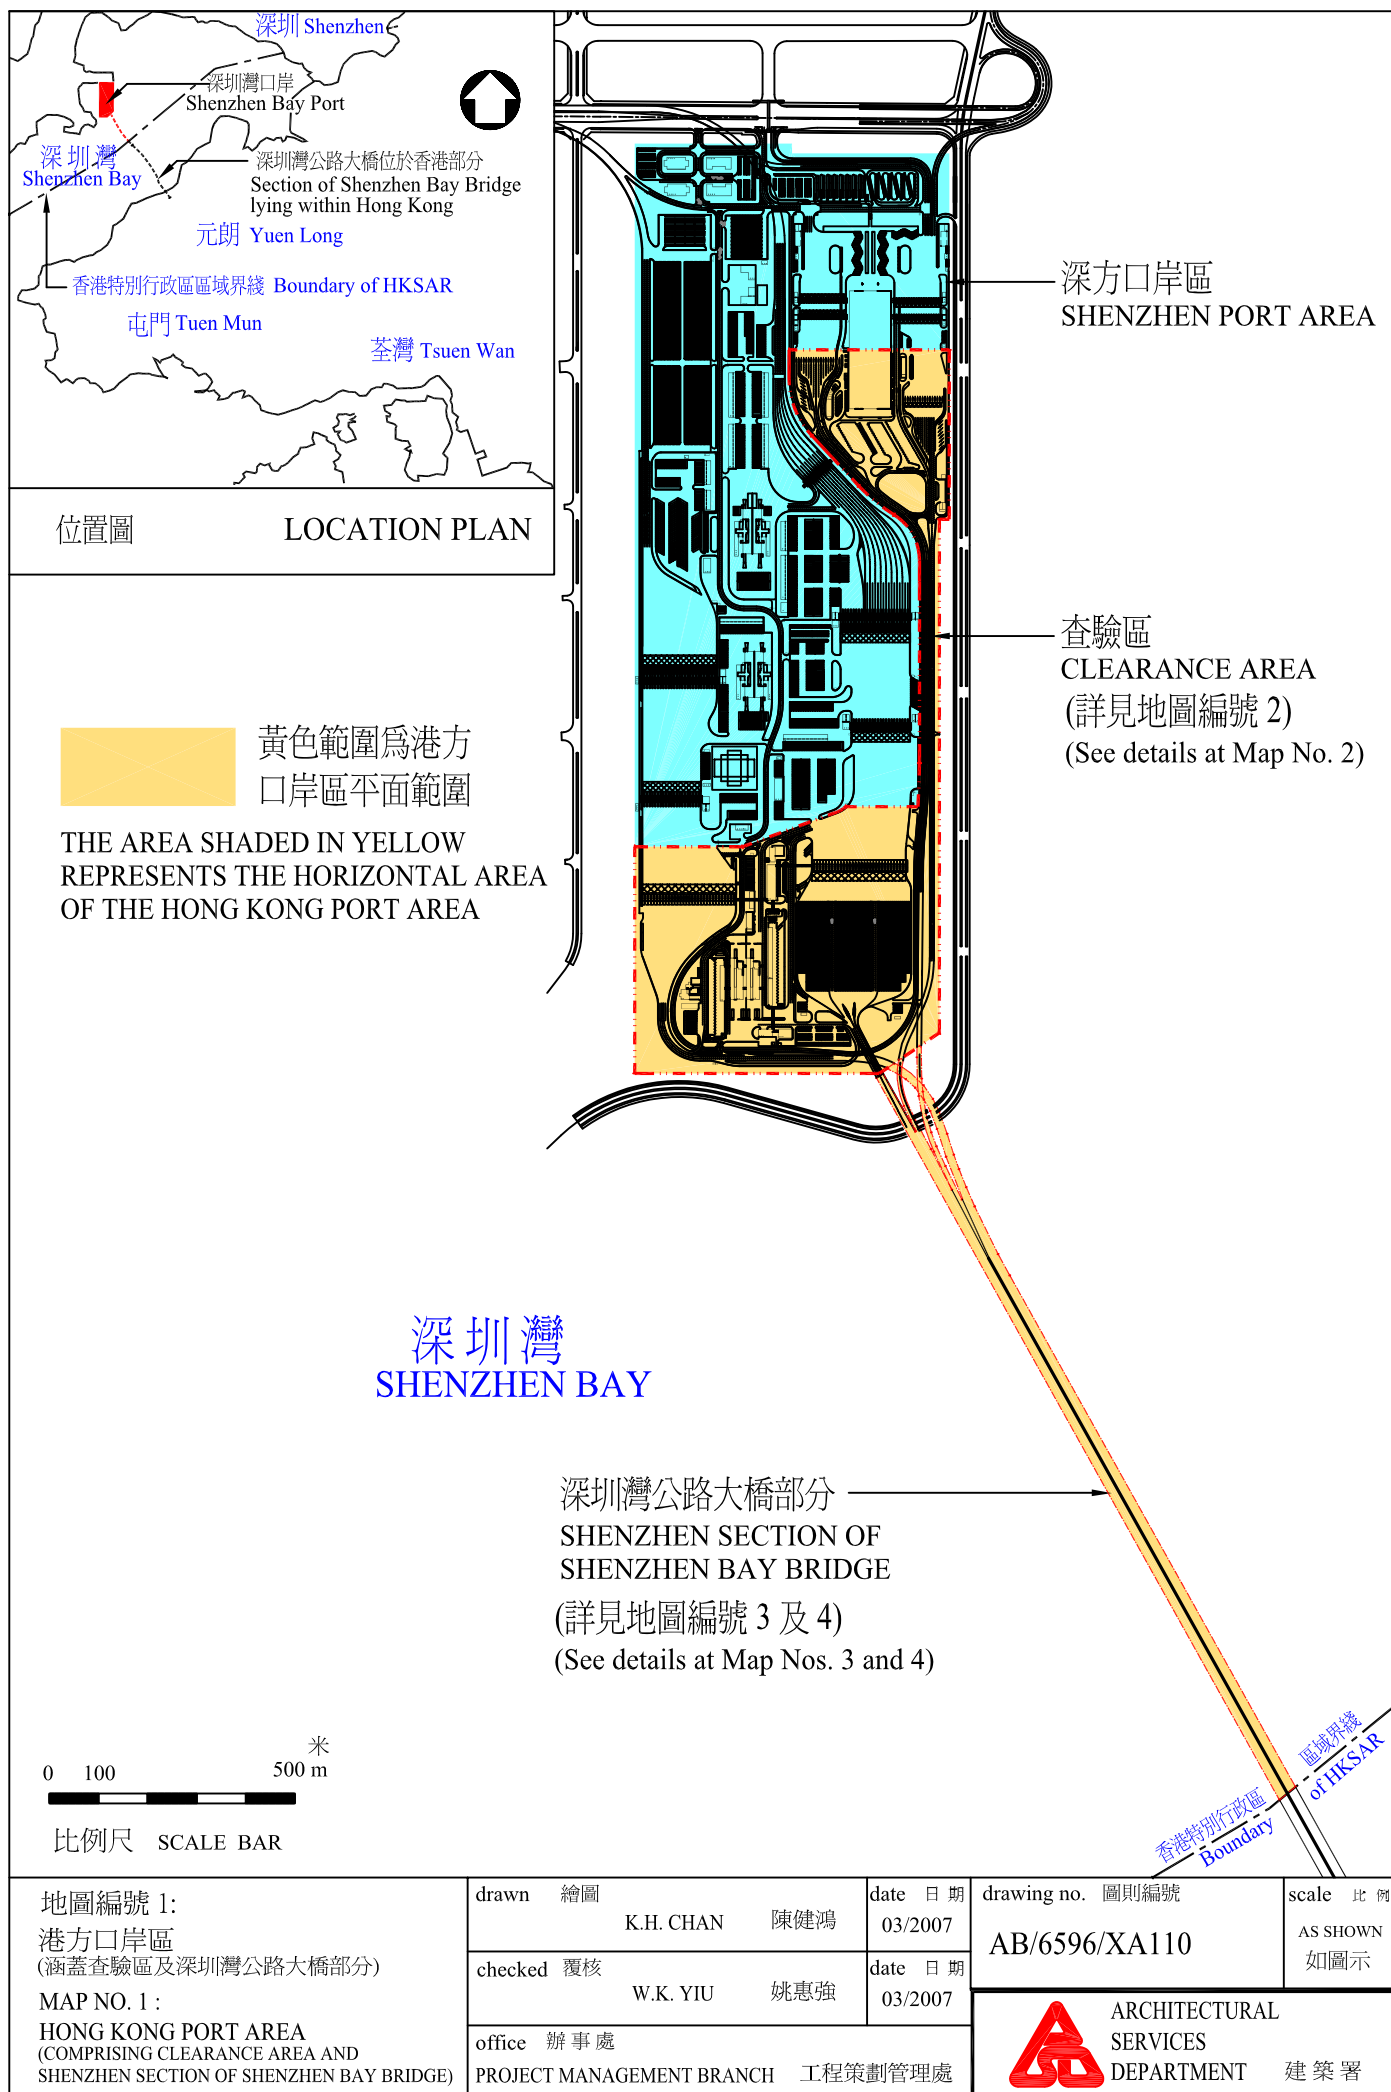 深圳 Shenzhen
深圳灣口岸
Shenzhen Bay Port
深圳灣
Shenzhen Bay
深圳灣公路大橋位於香港部分
Section of Shenzhen Bay Bridge
lying within Hong Kong
元朗 Yuen Long
香港特別行政區區域界綫 Boundary of HKSAR
屯門 Tuen Mun
荃灣 Tsuen Wan
位置圖 LOCATION PLAN
深方口岸區
SHENZHEN PORT AREA
查驗區
CLEARANCE AREA
(詳見地圖編號 2)
(See details at Map No. 2)
黃色範圍爲港方
口岸區平面範圍
THE AREA SHADED IN YELLOW
REPRESENTS THE HORIZONTAL AREA
OF THE HONG KONG PORT AREA
深圳灣
SHENZHEN BAY
深圳灣公路大橋部分
SHENZHEN SECTION OF
SHENZHEN BAY BRIDGE
(詳見地圖編號 3 及 4)
(See details at Map Nos. 3 and 4)
香港特別行政區 區域界綫
Boundary of HKSAR
米
0 100 500 m
比例尺 SCALE BAR
地圖編號 1:
港方口岸區
(涵蓋查驗區及深圳灣公路大橋部分)
MAP NO. 1 :
HONG KONG PORT AREA
(COMPRISING CLEARANCE AREA AND
SHENZHEN SECTION OF SHENZHEN BAY BRIDGE)
drawn 繪圖
K.H. CHAN 陳健鴻
date 日期
03/2007
checked 覆核
W.K. YIU 姚惠強
date 日期
03/2007
office 辦事處
PROJECT MANAGEMENT BRANCH 工程策劃管理處
drawing no. 圖則編號
AB/6596/XA110
scale 比例
AS SHOWN
如圖示
ARCHITECTURAL
SERVICES
DEPARTMENT 建築署